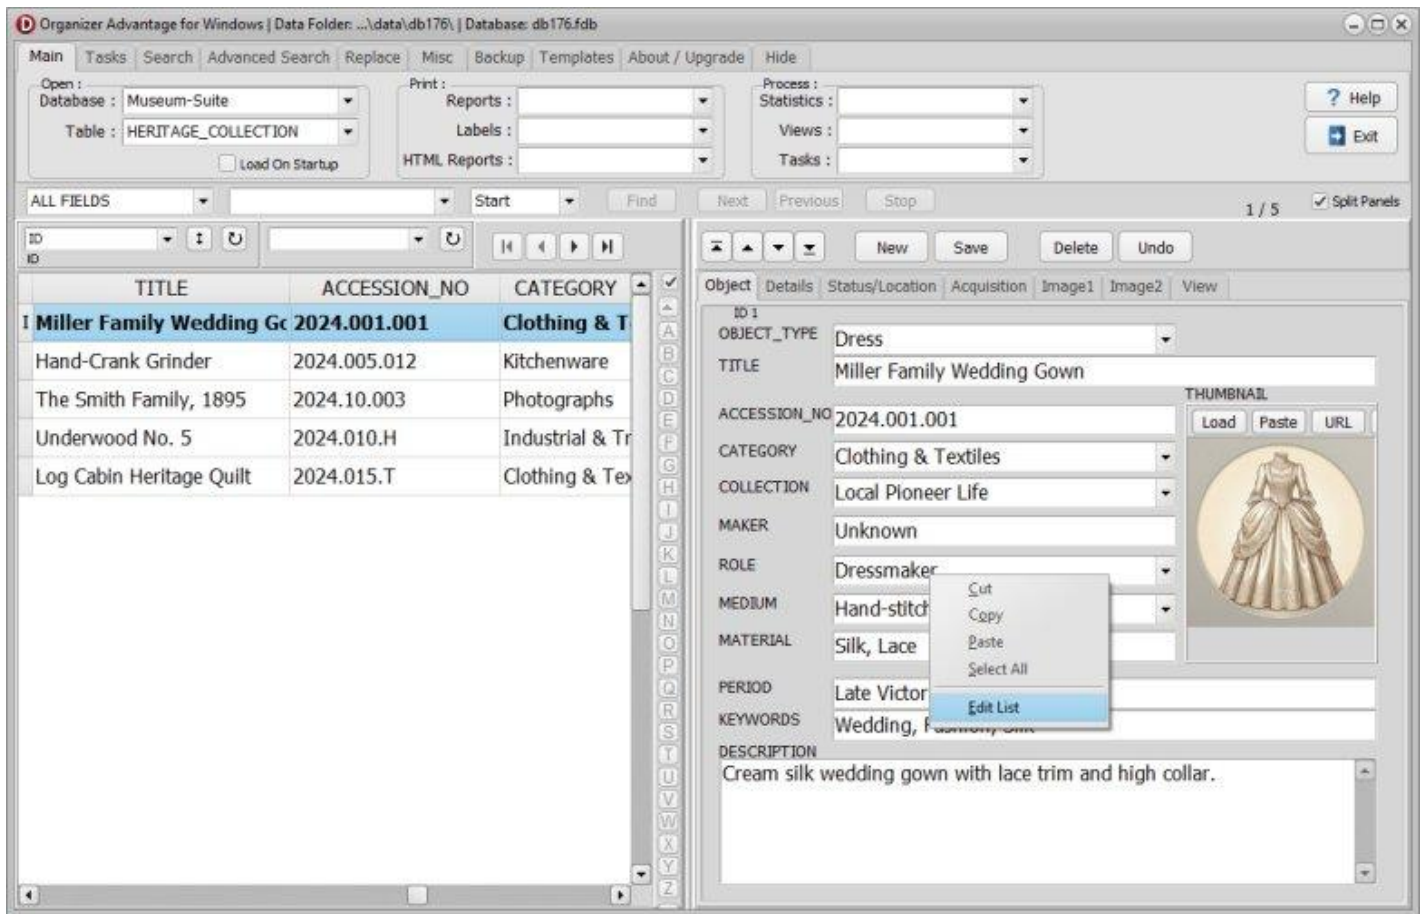 Organizer Advantage for Windows | Data Folder: ...\data\db176\ | Database: db176.fdb
Main Tasks Search Advanced Search Replace Misc Backup Templates About / Upgrade Hide
Open : Print : Process :
Database : Museum-Suite Reports : Statistics : ? Help
Table : HERITAGE_COLLECTION Labels : Views : Exit
Load On Startup HTML Reports : Tasks :
ALL FIELDS Start Find Next Previous Stop 1 / 5 Split Panels
ID
ID
New Save Delete Undo
TITLE ACCESSION_NO CATEGORY
Miller Family Wedding Gc 2024.001.001 Clothing & T
Hand-Crank Grinder 2024.005.012 Kitchenware
The Smith Family, 1895 2024.10.003 Photographs
Underwood No. 5 2024.010.H Industrial & Tr
Log Cabin Heritage Quilt 2024.015.T Clothing & Tex
A
B
C
D
E
F
G
H
I
J
K
L
M
N
O
P
Q
R
S
T
U
V
W
X
Y
Z
Object Details Status/Location Acquisition Image1 Image2 View
ID 1
OBJECT_TYPE Dress
TITLE Miller Family Wedding Gown
THUMBNAIL
Load Paste URL
ACCESSION_NO 2024.001.001
CATEGORY Clothing & Textiles
COLLECTION Local Pioneer Life
MAKER Unknown
ROLE Dressmaker
MEDIUM Hand-stitch
MATERIAL Silk, Lace
PERIOD Late Victor
KEYWORDS Wedding, Fashion, Silk
Cut
Copy
Paste
Select All
Edit List
DESCRIPTION
Cream silk wedding gown with lace trim and high collar.